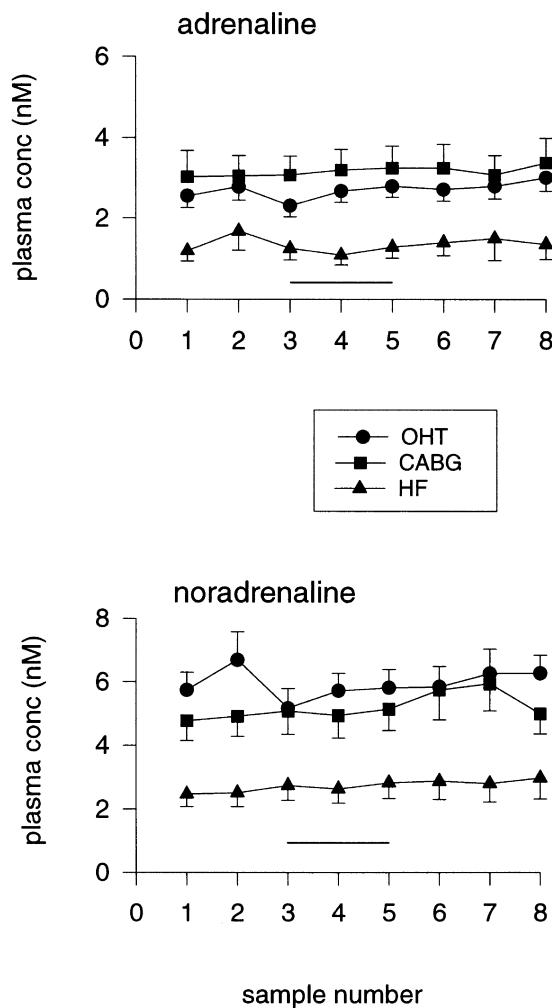 adrenaline
plasma conc (nM)
6
4
2
0
0 1 2 3 4 5 6 7 8
OHT
CABG
HF
noradrenaline
plasma conc (nM)
8
6
4
2
0
0 1 2 3 4 5 6 7 8
sample number